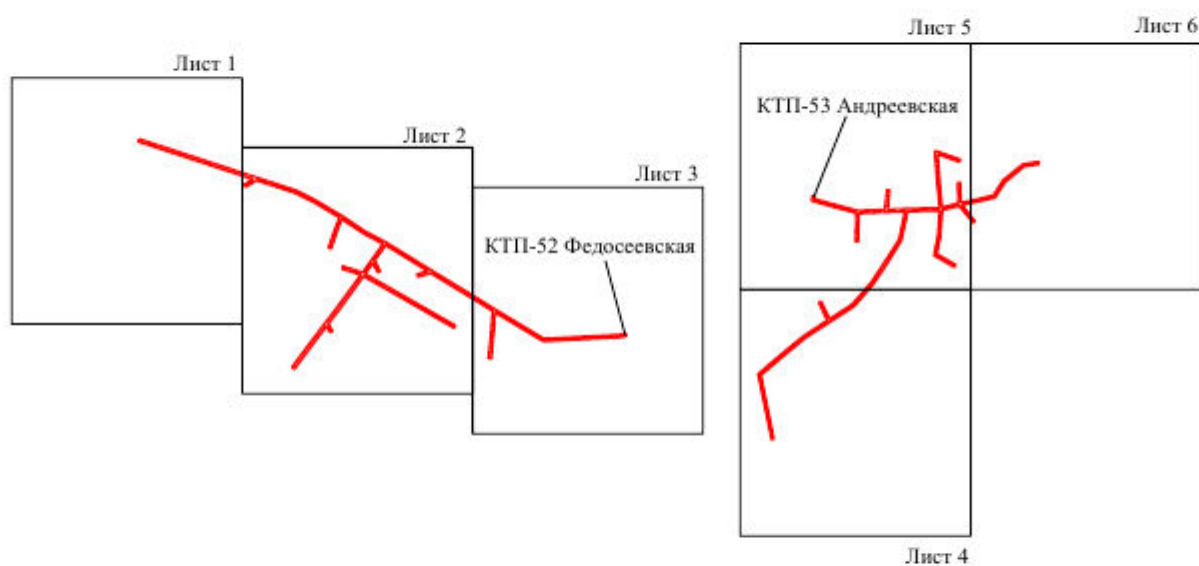 Лист 1
Лист 2
Лист 3
КТП-52 Федосеевская
Лист 5
Лист 6
КТП-53 Андреевская
Лист 4